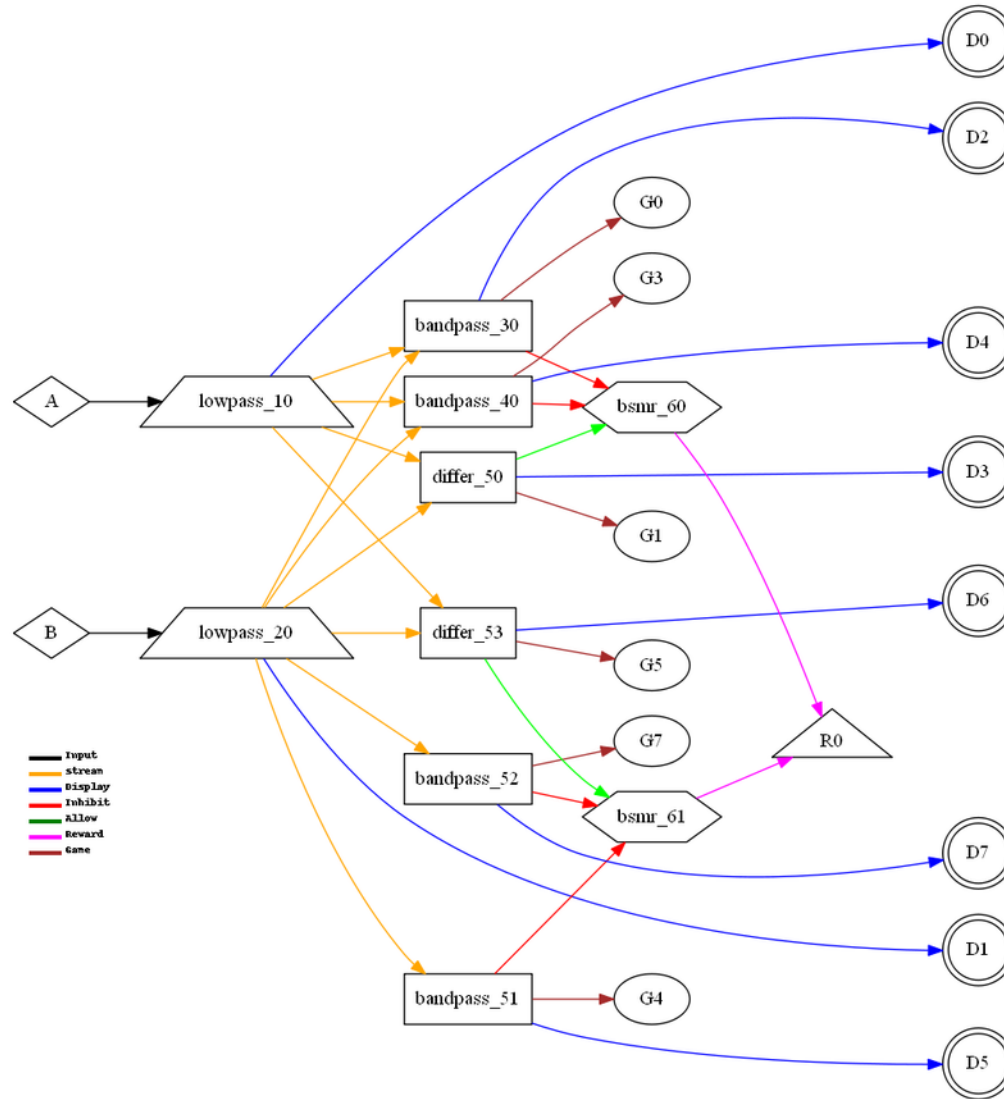 D0
D2
G0
G3
bandpass_30
D4
A
lowpass_10
bandpass_40
bsmr_60
differ_50
D3
G1
D6
B
lowpass_20
differ_53
G5
G7
R0
Input
stream
Display
Inhibit
Allow
Reward
Game
bandpass_52
bsmr_61
D7
D1
bandpass_51
G4
D5